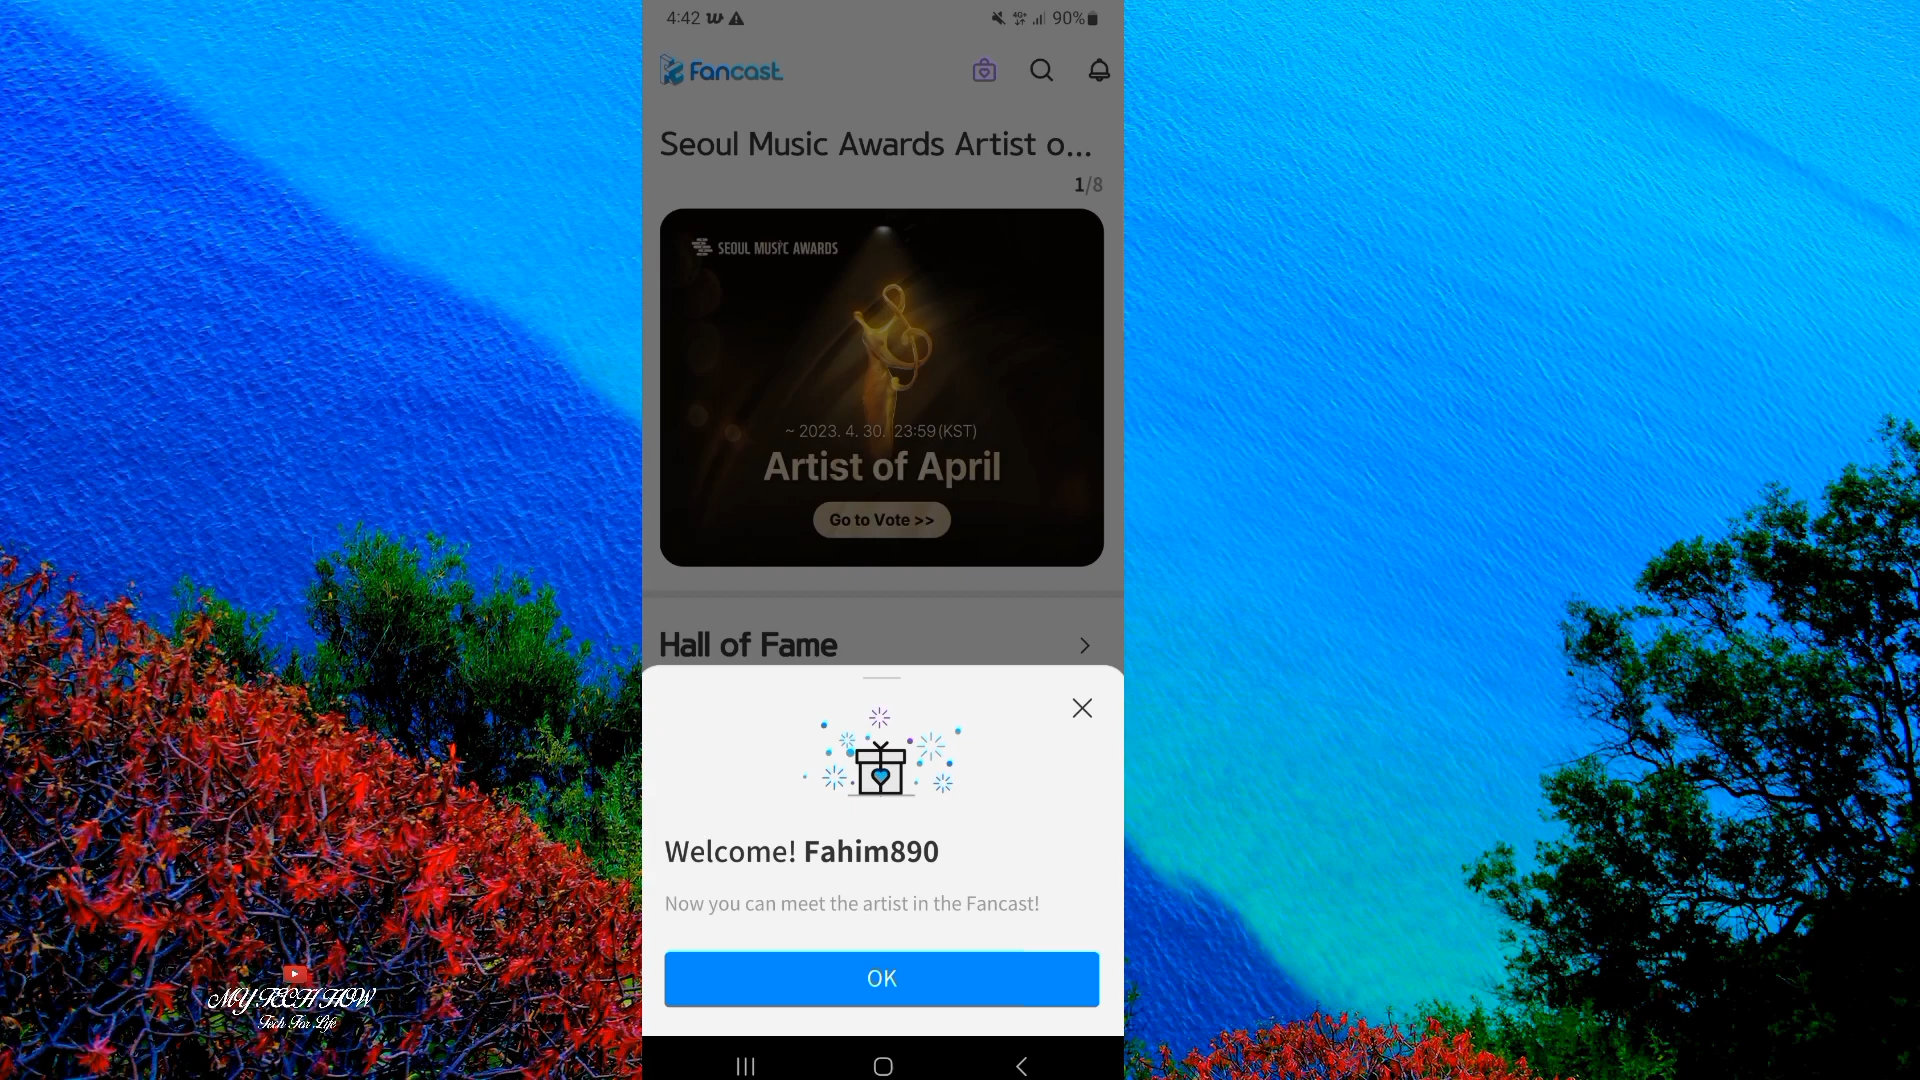 4:42
4G+
90%
Fancast
Seoul Music Awards Artist o...
1/8
SEOUL MUSIC AWARDS
~ 2023. 4. 30. 23:59(KST)
Artist of April
Go to Vote >>
Hall of Fame
Welcome! Fahim890
Now you can meet the artist in the Fancast!
OK
MY TECH HOW
Tech For Life